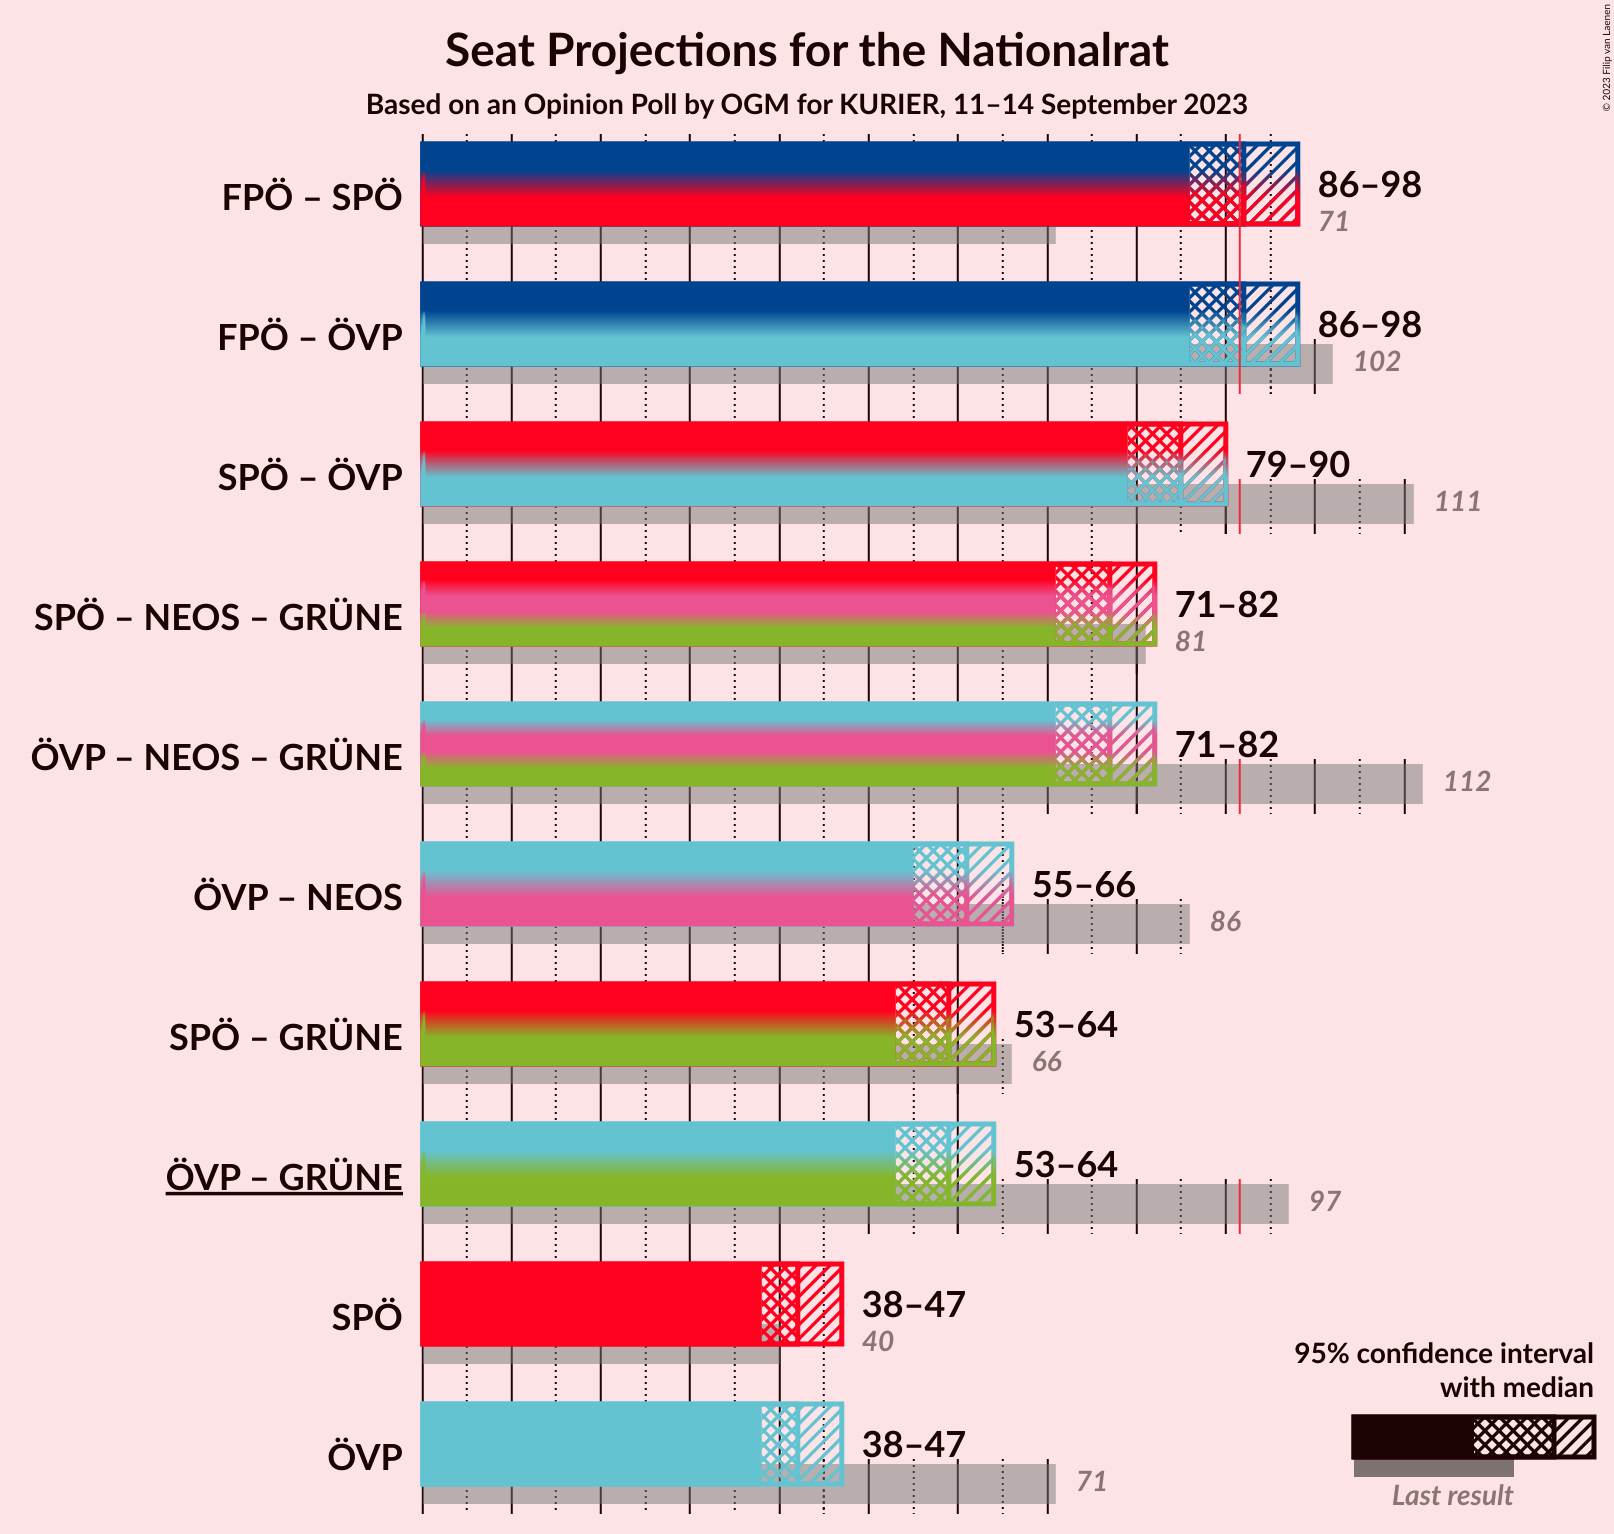 Seat Projections for the Nationalrat
Based on an Opinion Poll by OGM for KURIER, 11–14 September 2023
© 2023 Filip van Laenen
FPÖ – SPÖ
86–98
71
FPÖ – ÖVP
86–98
102
SPÖ – ÖVP
79–90
111
SPÖ – NEOS – GRÜNE
71–82
81
ÖVP – NEOS – GRÜNE
71–82
112
ÖVP – NEOS
55–66
86
SPÖ – GRÜNE
53–64
66
ÖVP – GRÜNE
53–64
97
SPÖ
38–47
40
ÖVP
38–47
71
95% confidence interval
with median
Last result